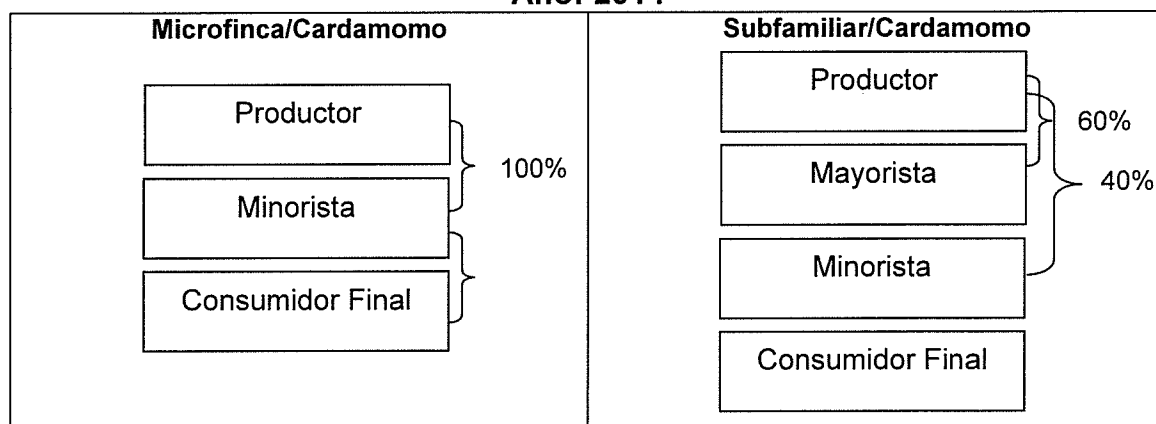 Microfinca/Cardamomo
Productor
Minorista
Consumidor Final
100%
Subfamiliar/Cardamomo
Productor
Mayorista
Minorista
Consumidor Final
60%
40%